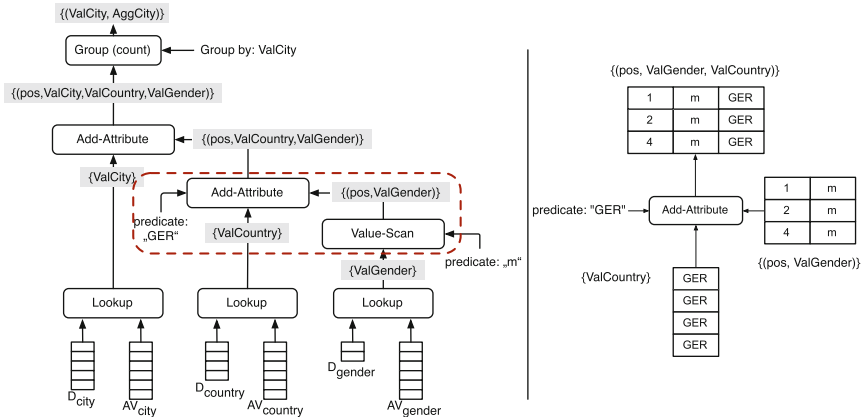 {(ValCity, AggCity)}
Group (count)
Group by: ValCity
{(pos,ValCity,ValCountry,ValGender)}
Add-Attribute
{(pos,ValCountry,ValGender)}
{ValCity}
Add-Attribute
{(pos,ValGender)}
predicate:
„GER“
{ValCountry}
Value-Scan
predicate: „m“
{ValGender}
Lookup
Lookup
Lookup
Dcity
AVcity
Dcountry
AVcountry
Dgender
AVgender
{(pos, ValGender, ValCountry)}
1 m GER
2 m GER
4 m GER
predicate: "GER"
Add-Attribute
1 m
2 m
4 m
{(pos, ValGender)}
{ValCountry}
GER
GER
GER
GER